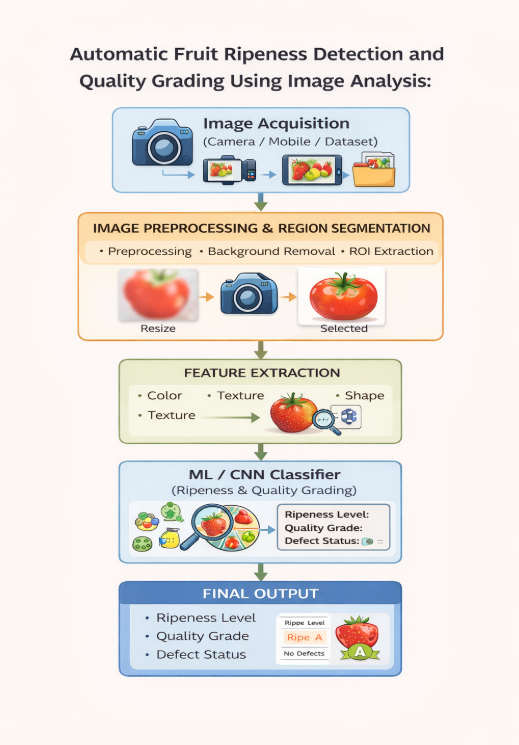 Automatic Fruit Ripeness Detection and
Quality Grading Using Image Analysis:
Image Acquisition
(Camera / Mobile / Dataset)
IMAGE PREPROCESSING & REGION SEGMENTATION
• Preprocessing • Background Removal • ROI Extraction
Resize
Selected
FEATURE EXTRACTION
• Color • Texture • Shape
• Texture
ML / CNN Classifier
(Ripeness & Quality Grading)
Ripeness Level:
Quality Grade:
Defect Status:
FINAL OUTPUT
• Ripeness Level
• Quality Grade
• Defect Status
Rippe Level
Ripe A
No Defects
A